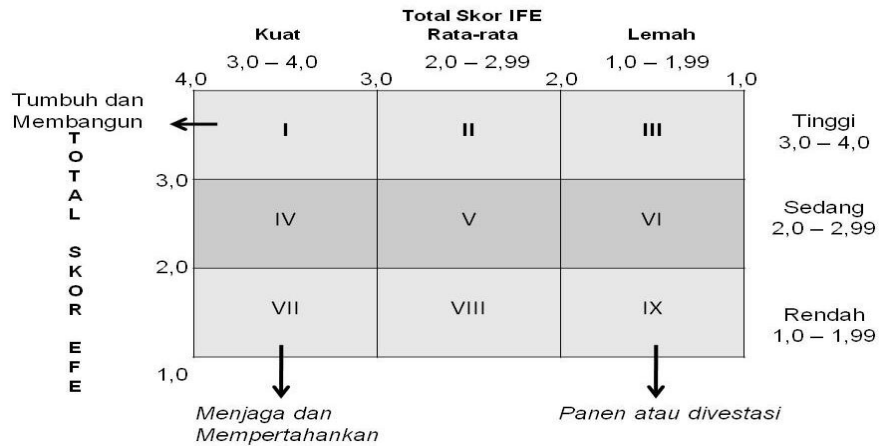 Total Skor IFE
Kuat Rata-rata Lemah
3,0 – 4,0 2,0 – 2,99 1,0 – 1,99
4,0 3,0 2,0 1,0
Tumbuh dan
Membangun
TOTAL SKOR EFE
I II III
Tinggi
3,0 – 4,0
3,0
IV V VI
Sedang
2,0 – 2,99
2,0
VII VIII IX
Rendah
1,0 – 1,99
1,0
Menjaga dan
Mempertahankan
Panen atau divestasi